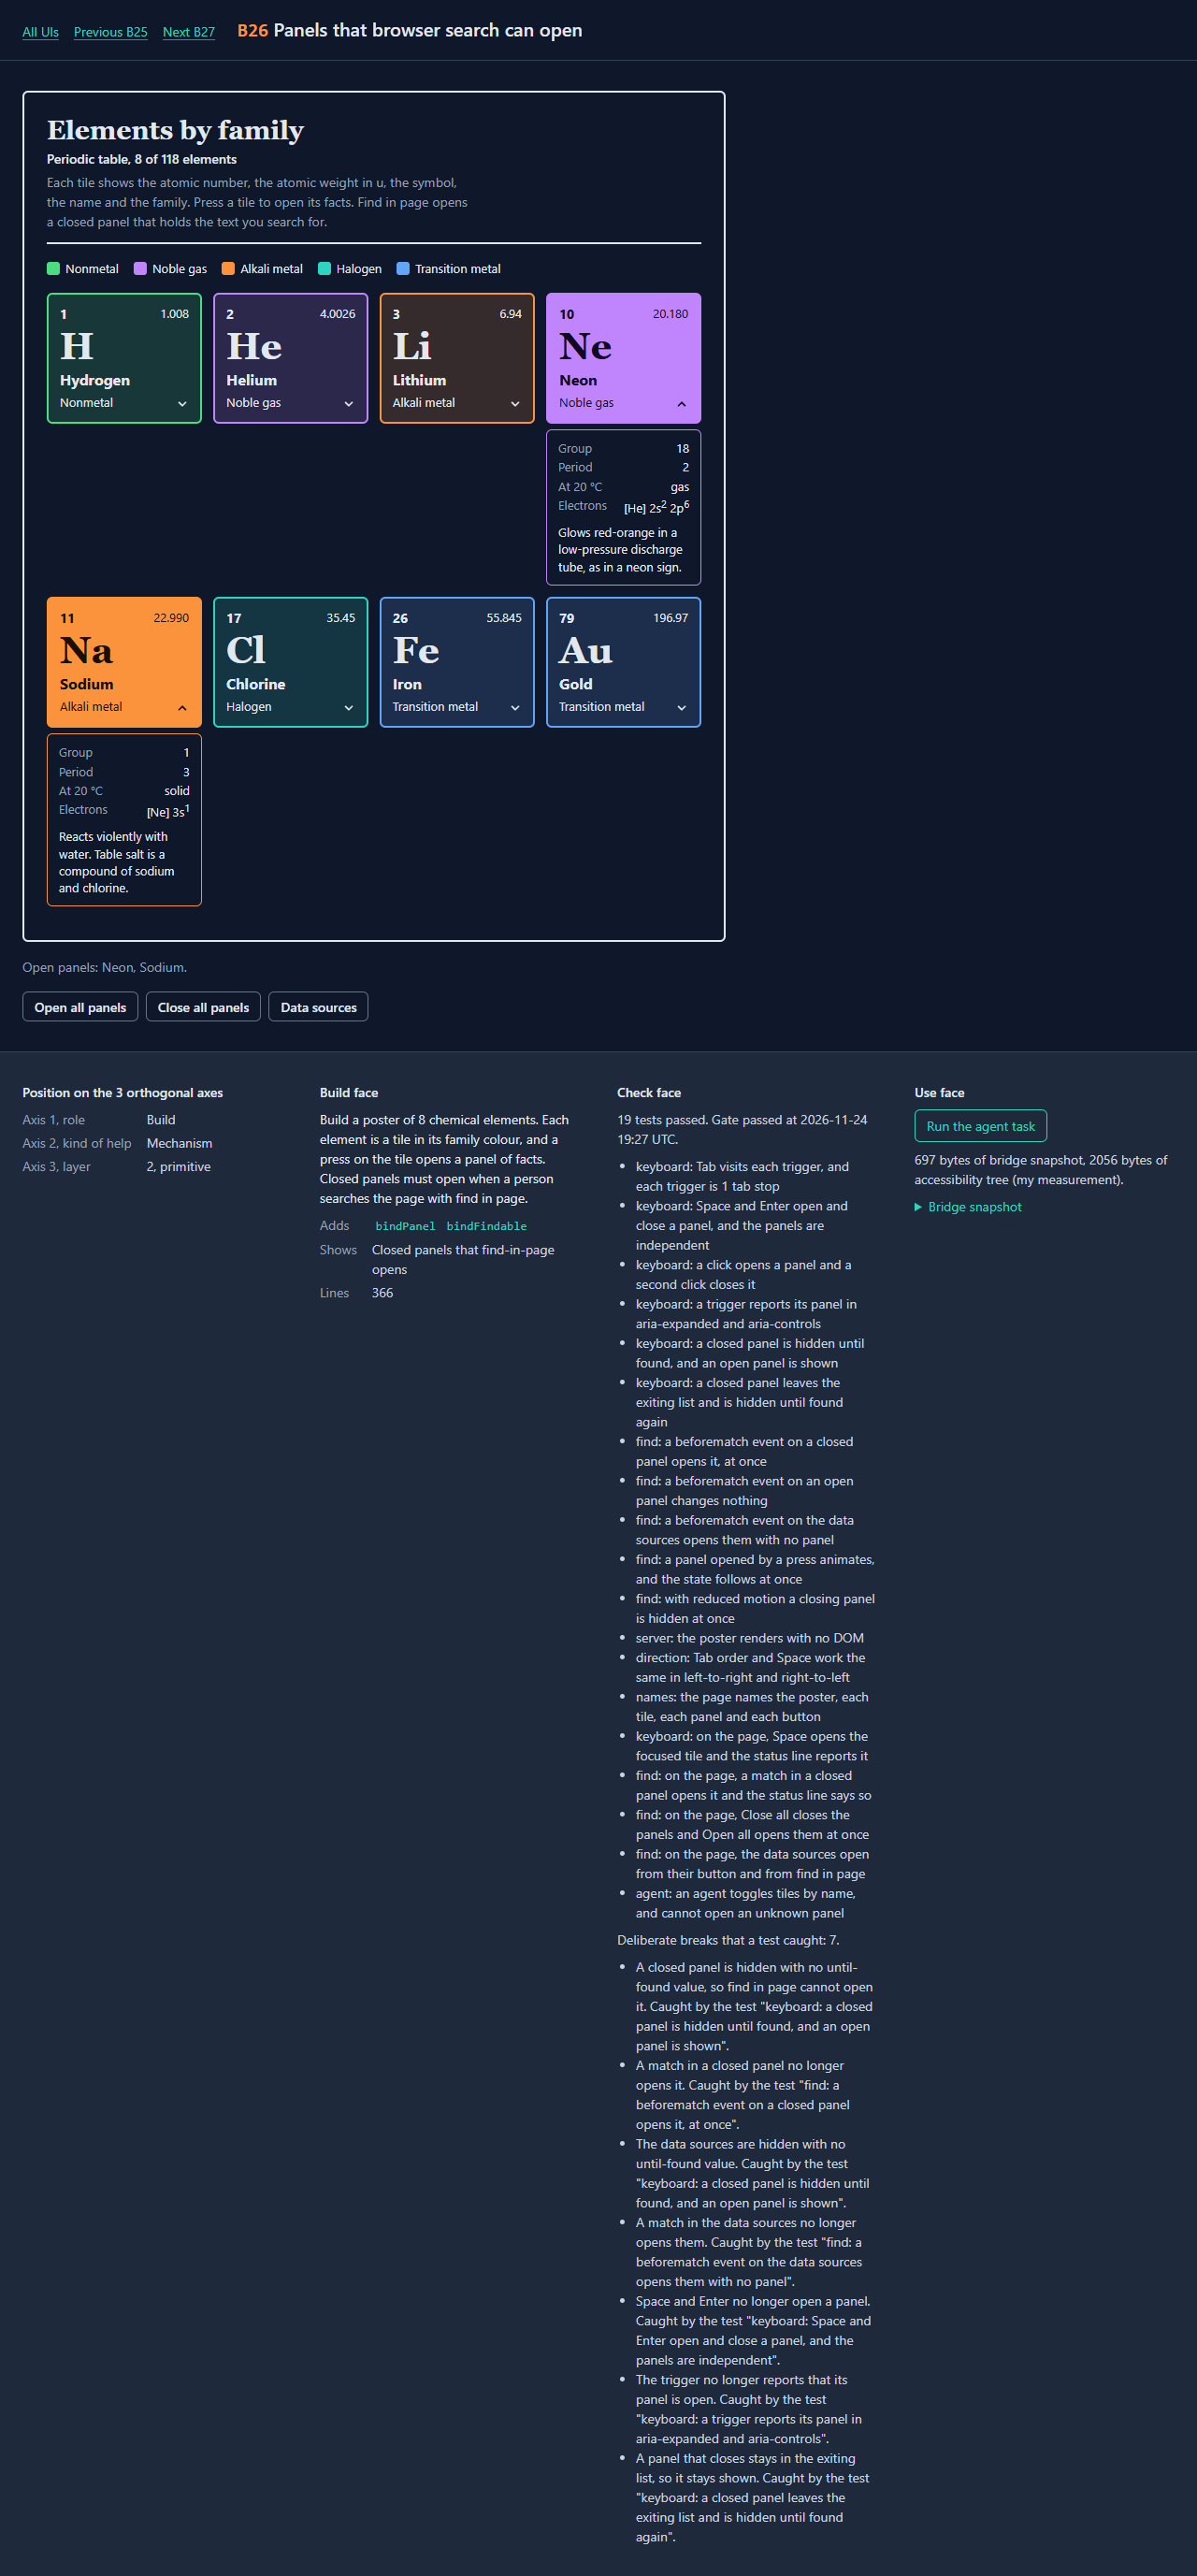 All UIs Previous B25 Next B27 B26 Panels that browser search can open
Elements by family
Periodic table, 8 of 118 elements
Each tile shows the atomic number, the atomic weight in u, the symbol,
the name and the family. Press a tile to open its facts. Find in page opens
a closed panel that holds the text you search for.
Nonmetal Noble gas Alkali metal Halogen Transition metal
1 1.008
H
Hydrogen
Nonmetal
2 4.0026
He
Helium
Noble gas
3 6.94
Li
Lithium
Alkali metal
10 20.180
Ne
Neon
Noble gas
Group 18
Period 2
At 20 °C gas
Electrons [He] 2s² 2p⁶
Glows red-orange in a
low-pressure discharge
tube, as in a neon sign.
11 22.990
Na
Sodium
Alkali metal
Group 1
Period 3
At 20 °C solid
Electrons [Ne] 3s¹
Reacts violently with
water. Table salt is a
compound of sodium
and chlorine.
17 35.45
Cl
Chlorine
Halogen
26 55.845
Fe
Iron
Transition metal
79 196.97
Au
Gold
Transition metal
Open panels: Neon, Sodium.
Open all panels Close all panels Data sources
Position on the 3 orthogonal axes
Axis 1, role Build
Axis 2, kind of help Mechanism
Axis 3, layer 2, primitive
Build face
Build a poster of 8 chemical elements. Each
element is a tile in its family colour, and a
press on the tile opens a panel of facts.
Closed panels must open when a person
searches the page with find in page.
Adds bindPanel bindFindable
Shows Closed panels that find-in-page
opens
Lines 366
Check face
19 tests passed. Gate passed at 2026-11-24
19:27 UTC.
keyboard: Tab visits each trigger, and
each trigger is 1 tab stop
keyboard: Space and Enter open and
close a panel, and the panels are
independent
keyboard: a click opens a panel and a
second click closes it
keyboard: a trigger reports its panel in
aria-expanded and aria-controls
keyboard: a closed panel is hidden until
found, and an open panel is shown
keyboard: a closed panel leaves the
exiting list and is hidden until found
again
find: a beforematch event on a closed
panel opens it, at once
find: a beforematch event on an open
panel changes nothing
find: a beforematch event on the data
sources opens them with no panel
find: a panel opened by a press animates,
and the state follows at once
find: with reduced motion a closing panel
is hidden at once
server: the poster renders with no DOM
direction: Tab order and Space work the
same in left-to-right and right-to-left
names: the page names the poster, each
tile, each panel and each button
keyboard: on the page, Space opens the
focused tile and the status line reports it
find: on the page, a match in a closed
panel opens it and the status line says so
find: on the page, Close all closes the
panels and Open all opens them at once
find: on the page, the data sources open
from their button and from find in page
agent: an agent toggles tiles by name,
and cannot open an unknown panel
Deliberate breaks that a test caught: 7.
A closed panel is hidden with no until-
found value, so find in page cannot open
it. Caught by the test "keyboard: a closed
panel is hidden until found, and an open
panel is shown".
A match in a closed panel no longer
opens it. Caught by the test "find: a
beforematch event on a closed panel
opens it, at once".
The data sources are hidden with no
until-found value. Caught by the test
"keyboard: a closed panel is hidden until
found, and an open panel is shown".
A match in the data sources no longer
opens them. Caught by the test "find: a
beforematch event on the data sources
opens them with no panel".
Space and Enter no longer open a panel.
Caught by the test "keyboard: Space and
Enter open and close a panel, and the
panels are independent".
The trigger no longer reports that its
panel is open. Caught by the test
"keyboard: a trigger reports its panel in
aria-expanded and aria-controls".
A panel that closes stays in the exiting
list, so it stays shown. Caught by the test
"keyboard: a closed panel leaves the
exiting list and is hidden until found
again".
Use face
Run the agent task
697 bytes of bridge snapshot, 2056 bytes of
accessibility tree (my measurement).
Bridge snapshot